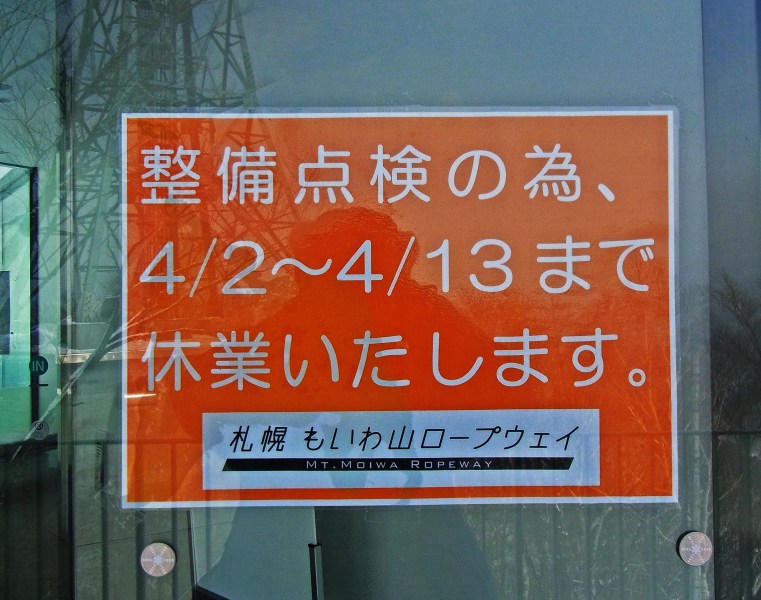 整備点検の為、
4/2～4/13まで
休業いたします。
札幌 もいわ山ロープウェイ
MT.MOIWA ROPEWAY
IN